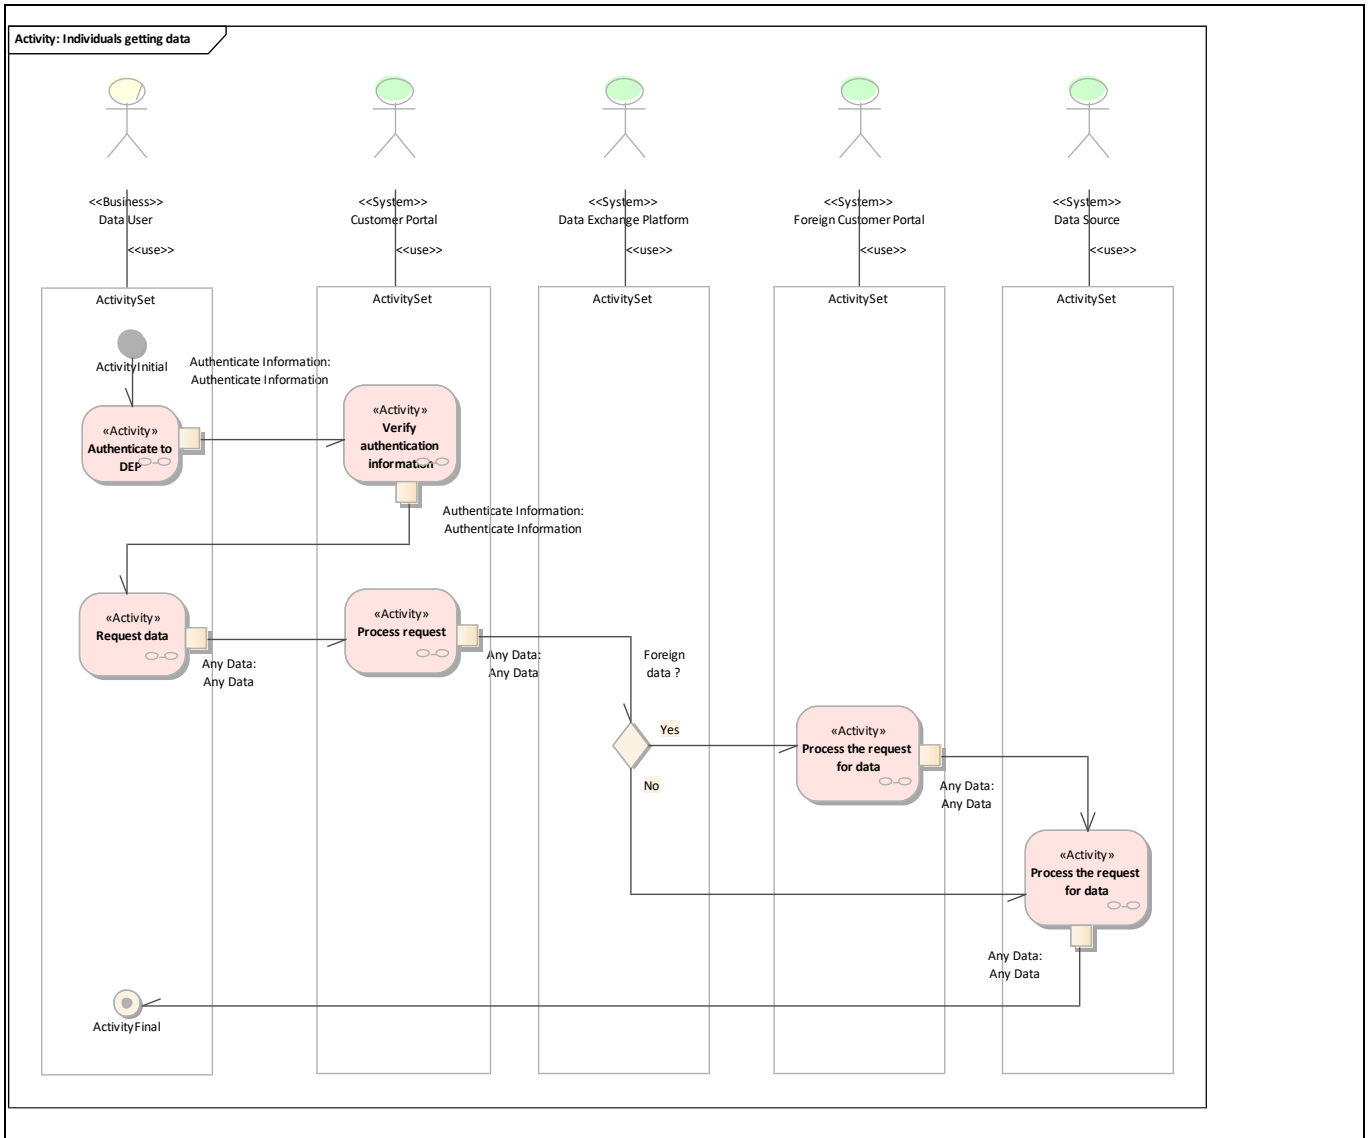 Activity: Individuals getting data
<<Business>>
Data User
<<use>>
<<System>>
Customer Portal
<<use>>
<<System>>
Data Exchange Platform
<<use>>
<<System>>
Foreign Customer Portal
<<use>>
<<System>>
Data Source
<<use>>
ActivitySet
ActivitySet
ActivitySet
ActivitySet
ActivitySet
ActivityInitial
Authenticate Information:
Authenticate Information
«Activity»
Authenticate to
DEP
«Activity»
Verify
authentication
information
Authenticate Information:
Authenticate Information
«Activity»
Request data
Any Data:
Any Data
«Activity»
Process request
Any Data:
Any Data
Foreign
data ?
Yes
No
«Activity»
Process the request
for data
Any Data:
Any Data
«Activity»
Process the request
for data
Any Data:
Any Data
ActivityFinal